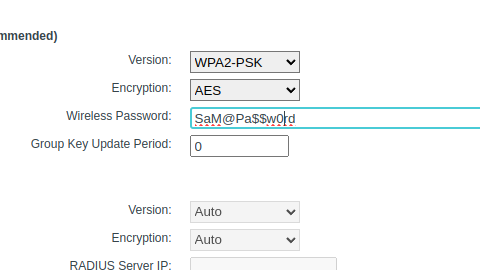 mmended)
Version: WPA2-PSK
Encryption: AES
Wireless Password: SaM@Pa$$w0rd
Group Key Update Period: 0
Version: Auto
Encryption: Auto
RADIUS Server IP: